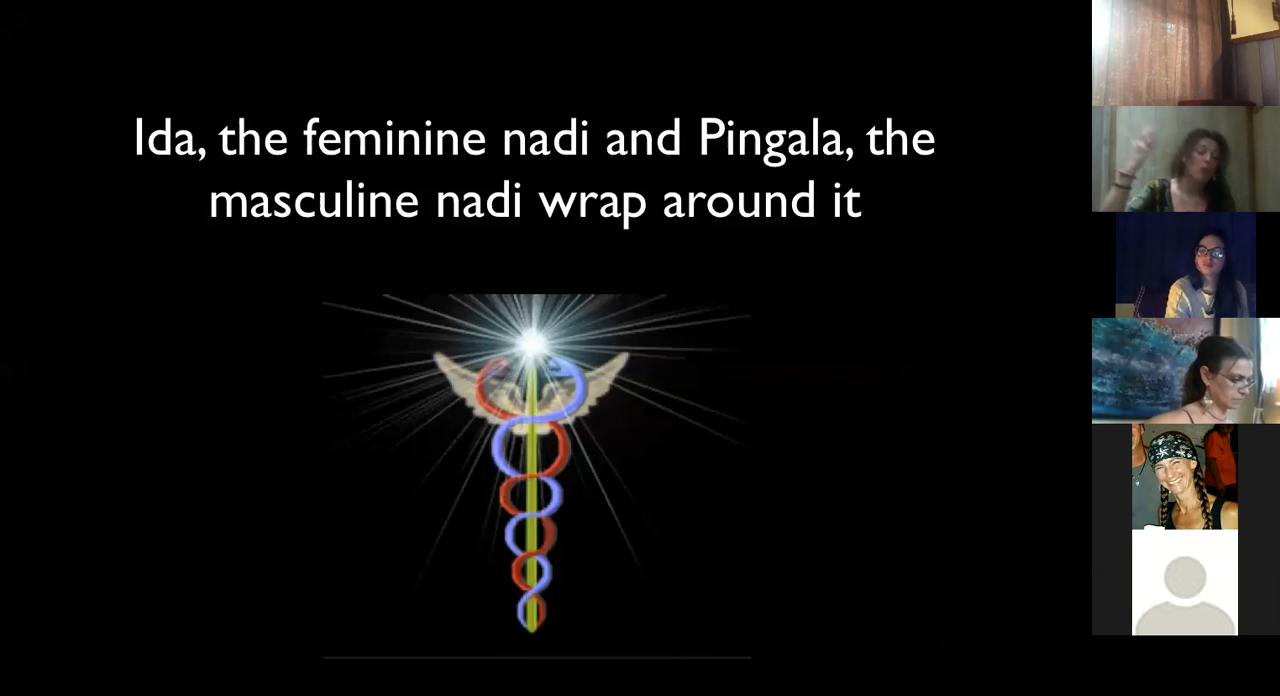 Ida, the feminine nadi and Pingala, the
masculine nadi wrap around it